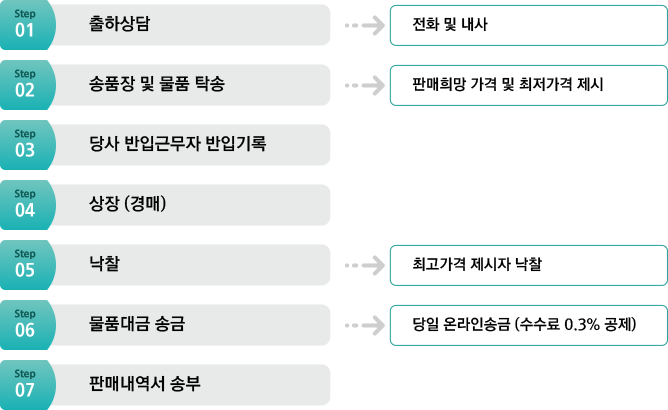 Step
01
출하상담
전화 및 내사
Step
02
송품장 및 물품 탁송
판매희망 가격 및 최저가격 제시
Step
03
당사 반입근무자 반입기록
Step
04
상장 (경매)
Step
05
낙찰
최고가격 제시자 낙찰
Step
06
물품대금 송금
당일 온라인송금 (수수료 0.3% 공제)
Step
07
판매내역서 송부